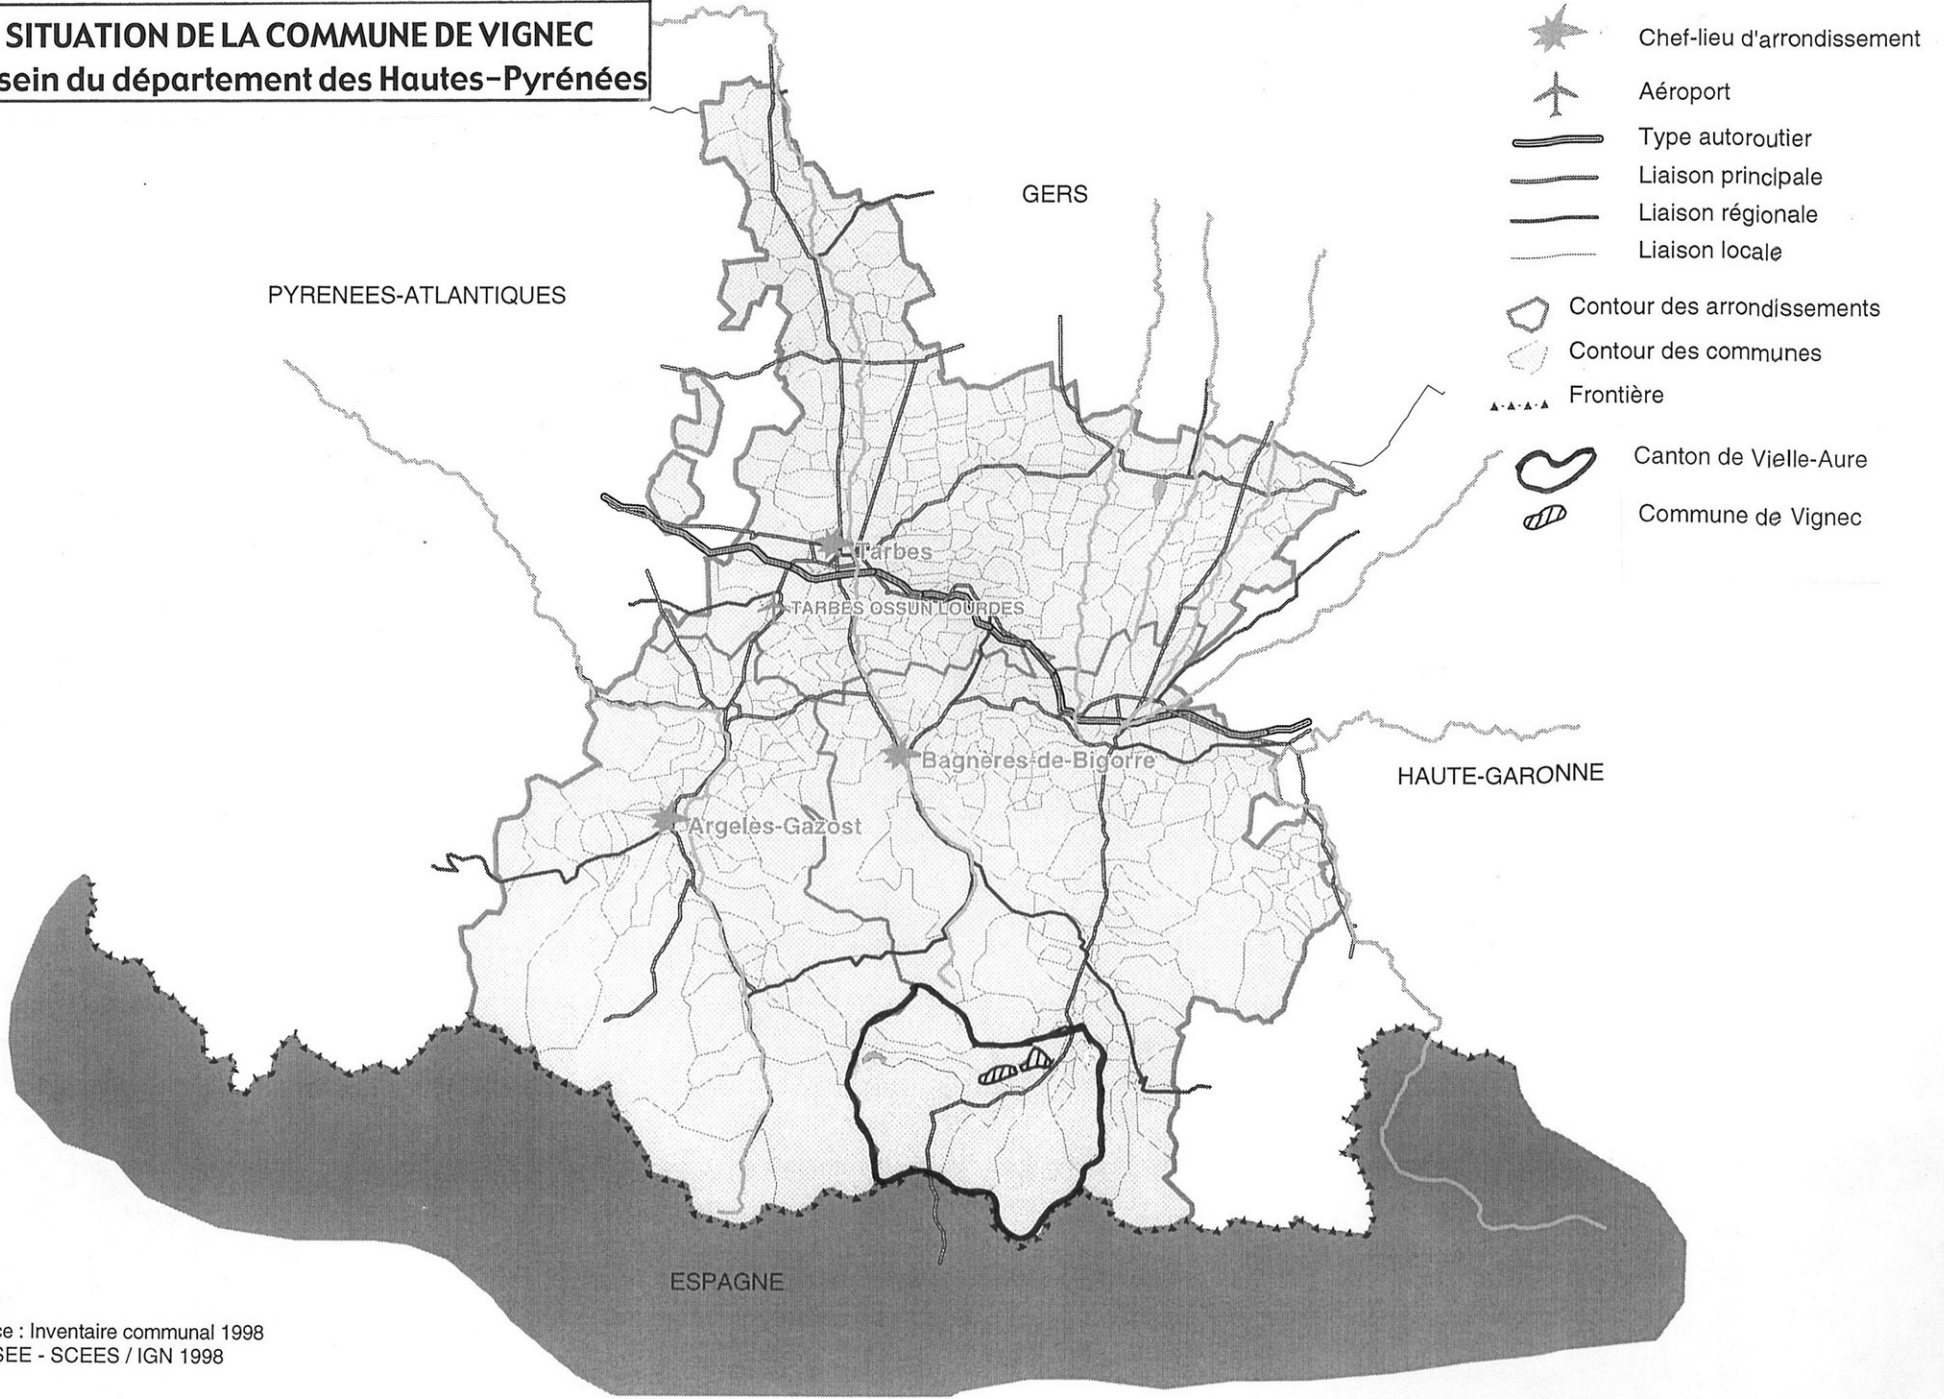 SITUATION DE LA COMMUNE DE VIGNEC
sein du département des Hautes-Pyrénées
Chef-lieu d'arrondissement
Aéroport
Type autoroutier
Liaison principale
Liaison régionale
Liaison locale
Contour des arrondissements
Contour des communes
Frontière
Canton de Vielle-Aure
Commune de Vignec
GERS
PYRENEES-ATLANTIQUES
Tarbes
TARBES OSSUN LOURDES
Bagneres-de-Bigorre
HAUTE-GARONNE
Argelès-Gazost
ESPAGNE
: Inventaire communal 1998
- SCEES / IGN 1998